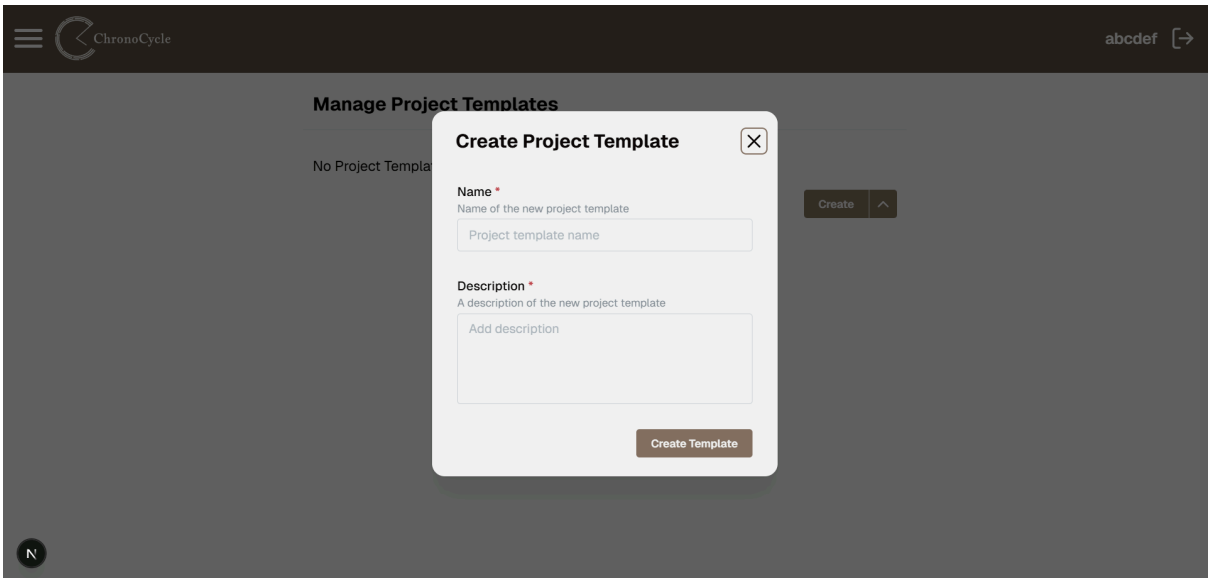 ChronoCycle
abcdef
Manage Project Templates
No Project Templa
Create
Create Project Template
Name *
Name of the new project template
Project template name
Description *
A description of the new project template
Add description
Create Template
N